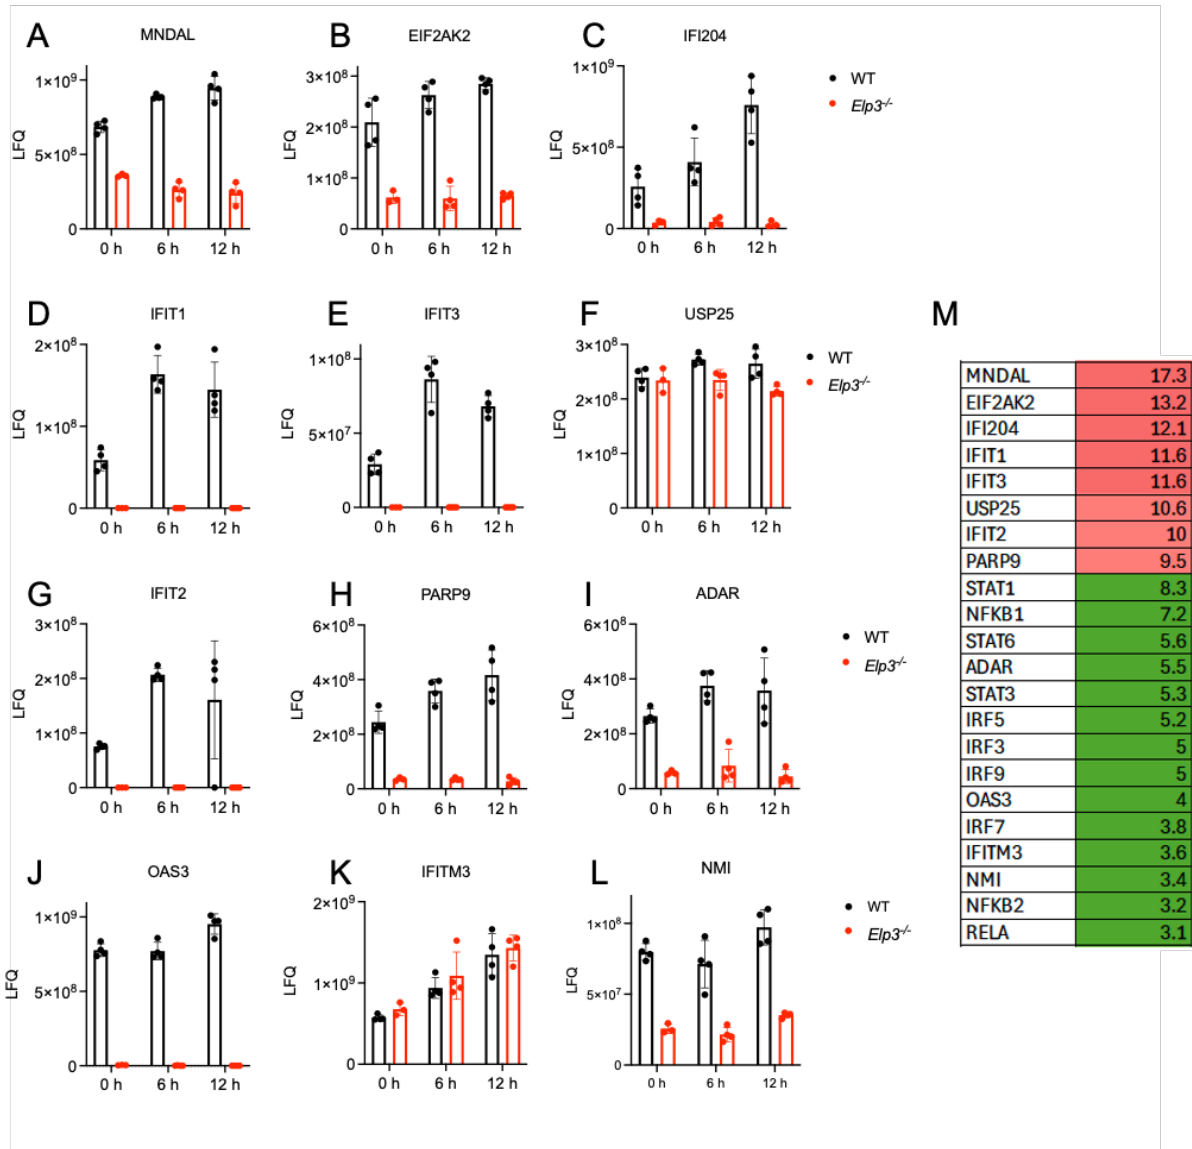 A MNDAL
LFQ
1×10⁹
5×10⁸
0
0 h 6 h 12 h
B EIF2AK2
LFQ
3×10⁸
2×10⁸
1×10⁸
0
0 h 6 h 12 h
C IFI204
LFQ
1×10⁹
5×10⁸
0
0 h 6 h 12 h
WT
Elp3⁻/⁻
D IFIT1
LFQ
2×10⁸
1×10⁸
0
0 h 6 h 12 h
E IFIT3
LFQ
1×10⁸
5×10⁷
0
0 h 6 h 12 h
F USP25
LFQ
3×10⁸
2×10⁸
1×10⁸
0
0 h 6 h 12 h
WT
Elp3⁻/⁻
G IFIT2
LFQ
3×10⁸
2×10⁸
1×10⁸
0
0 h 6 h 12 h
H PARP9
LFQ
6×10⁸
4×10⁸
2×10⁸
0
0 h 6 h 12 h
I ADAR
LFQ
6×10⁸
4×10⁸
2×10⁸
0
0 h 6 h 12 h
WT
Elp3⁻/⁻
J OAS3
LFQ
1×10⁹
5×10⁸
0
0 h 6 h 12 h
K IFITM3
LFQ
2×10⁹
1×10⁹
0
0 h 6 h 12 h
L NMI
LFQ
1×10⁸
5×10⁷
0
0 h 6 h 12 h
WT
Elp3⁻/⁻
M
MNDAL 17.3
EIF2AK2 13.2
IFI204 12.1
IFIT1 11.6
IFIT3 11.6
USP25 10.6
IFIT2 10
PARP9 9.5
STAT1 8.3
NFKB1 7.2
STAT6 5.6
ADAR 5.5
STAT3 5.3
IRF5 5.2
IRF3 5
IRF9 5
OAS3 4
IRF7 3.8
IFITM3 3.6
NMI 3.4
NFKB2 3.2
RELA 3.1